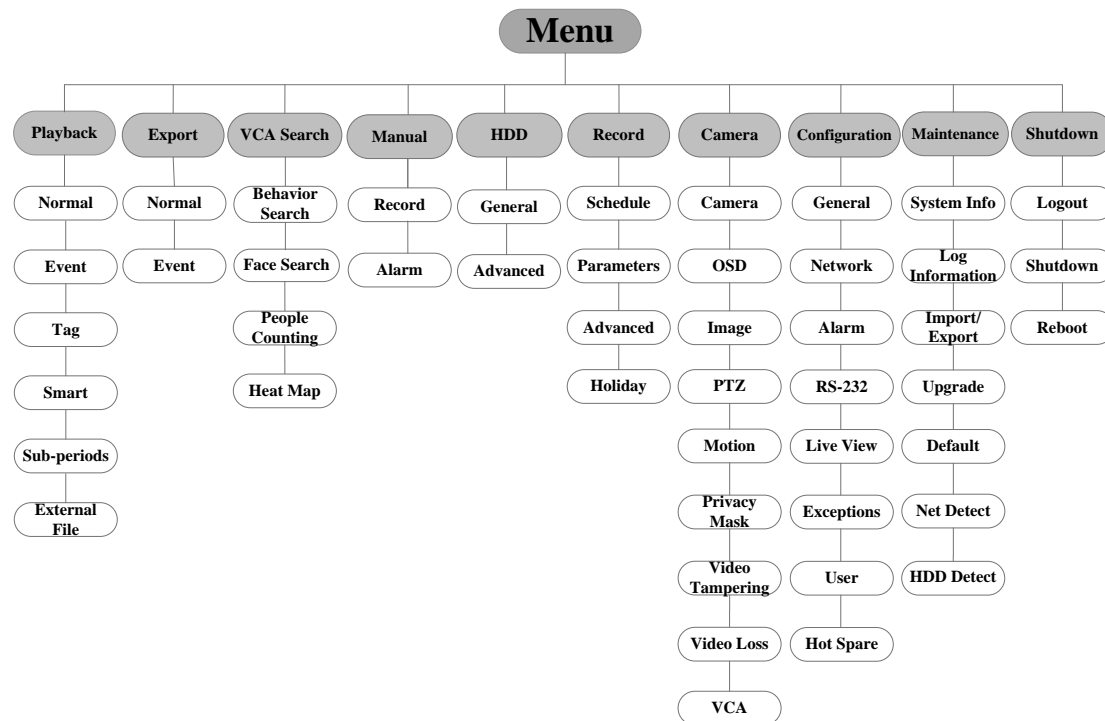 Menu
Playback
Export
VCA Search
Manual
HDD
Record
Camera
Configuration
Maintenance
Shutdown
Normal
Event
Tag
Smart
Sub-periods
External
File
Normal
Event
Behavior
Search
Face Search
People
Counting
Heat Map
Record
Alarm
General
Advanced
Schedule
Parameters
Advanced
Holiday
Camera
OSD
Image
PTZ
Motion
Privacy
Mask
Video
Tampering
Video Loss
VCA
General
Network
Alarm
RS-232
Live View
Exceptions
User
Hot Spare
System Info
Log
Information
Import/
Export
Upgrade
Default
Net Detect
HDD Detect
Logout
Shutdown
Reboot